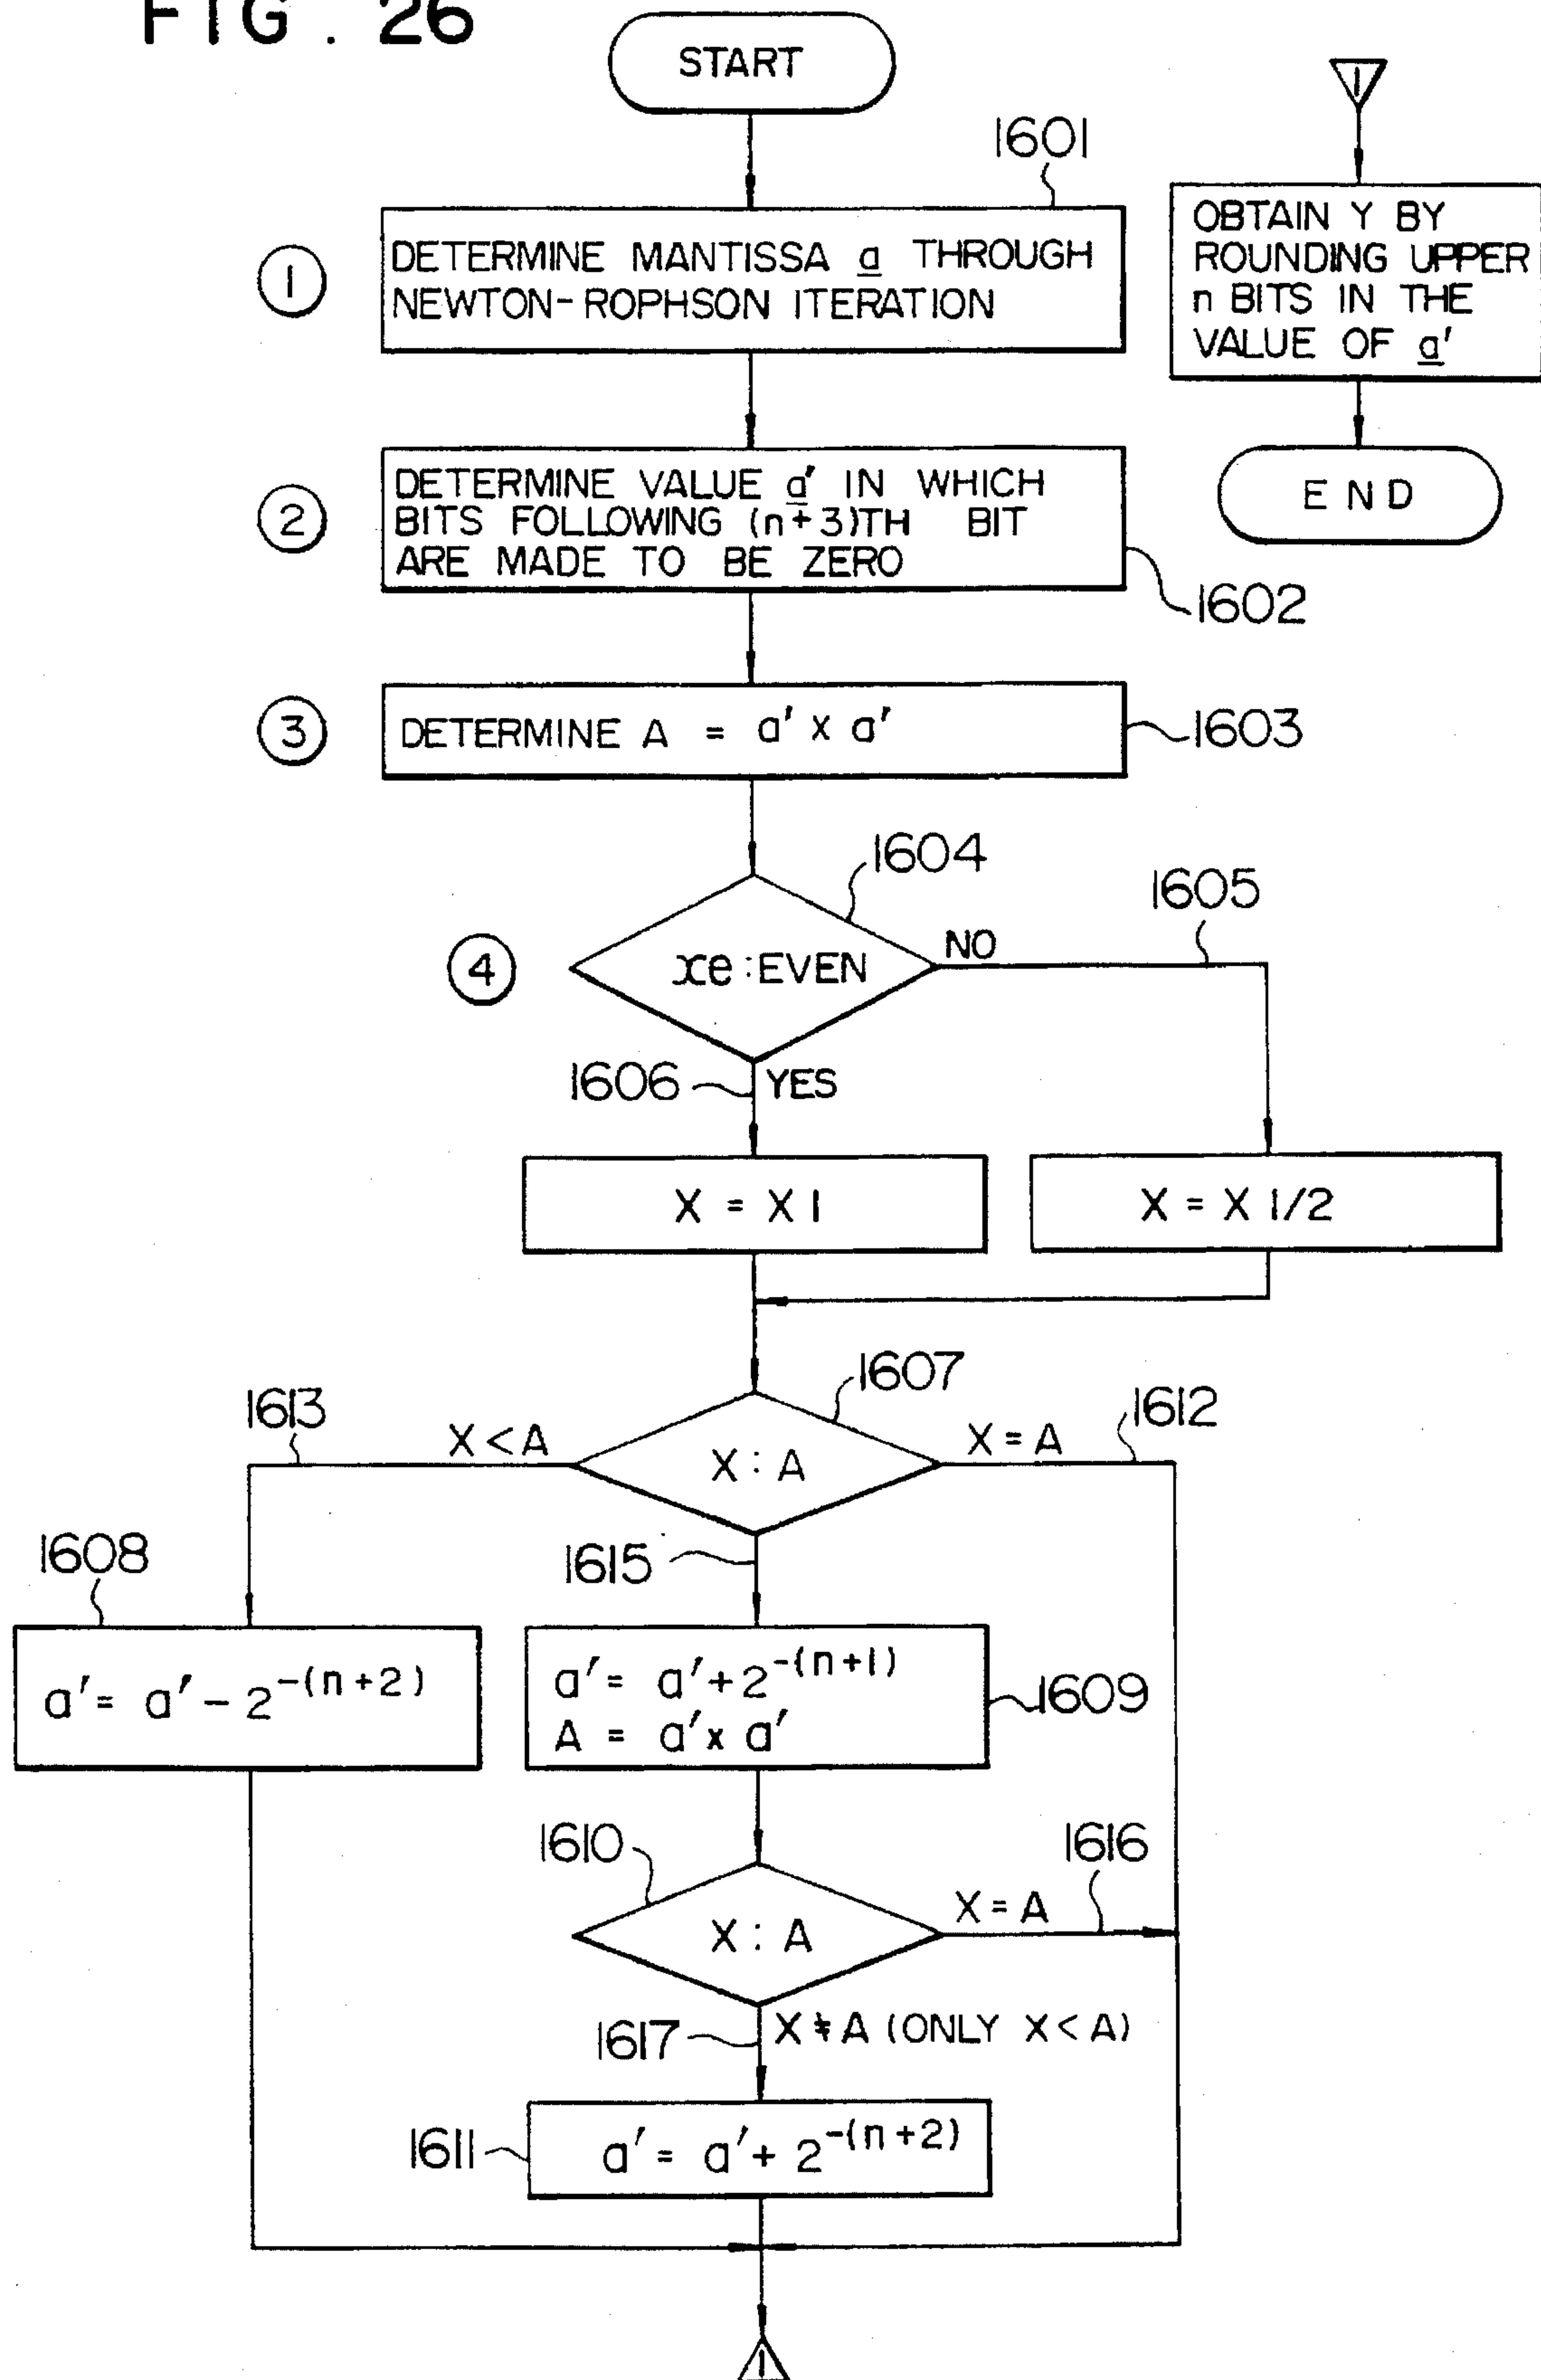 FIG. 26
START
1
1601
1
DETERMINE MANTISSA a THROUGH
NEWTON-ROPHSON ITERATION
OBTAIN Y BY
ROUNDING UPPER
n BITS IN THE
VALUE OF a'
2
DETERMINE VALUE a' IN WHICH
BITS FOLLOWING (n+3)TH BIT
ARE MADE TO BE ZERO
1602
END
3
DETERMINE A = a' x a'
1603
4
1604
xe:EVEN
NO
1605
1606
YES
X = X1
X = X1/2
1607
1613
X<A
X:A
X=A
1612
1608
1615
a' = a' - 2^-(n+2)
a' = a' + 2^-(n+1)
A = a' x a'
1609
1610
X:A
X=A
1616
1617
X≠A (ONLY X<A)
1611
a' = a' + 2^-(n+2)
1